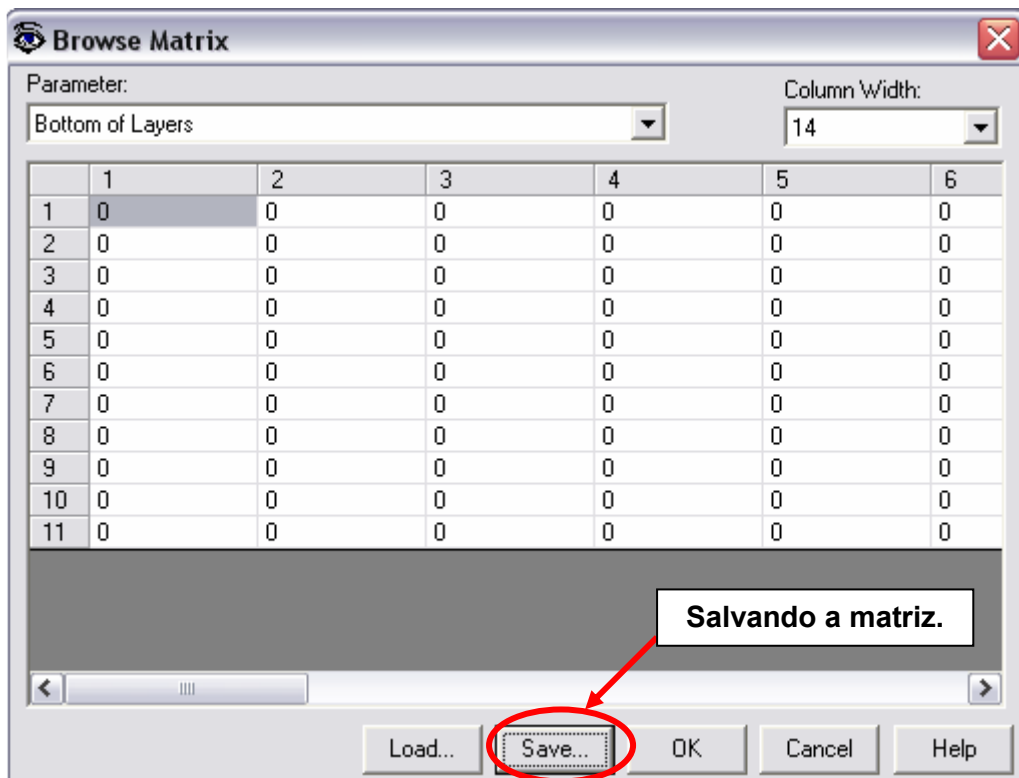 Browse Matrix
Parameter:
Column Width:
Bottom of Layers
14
1 2 3 4 5 6
1 0 0 0 0 0 0
2 0 0 0 0 0 0
3 0 0 0 0 0 0
4 0 0 0 0 0 0
5 0 0 0 0 0 0
6 0 0 0 0 0 0
7 0 0 0 0 0 0
8 0 0 0 0 0 0
9 0 0 0 0 0 0
10 0 0 0 0 0 0
11 0 0 0 0 0 0
Salvando a matriz.
Load... Save... OK Cancel Help